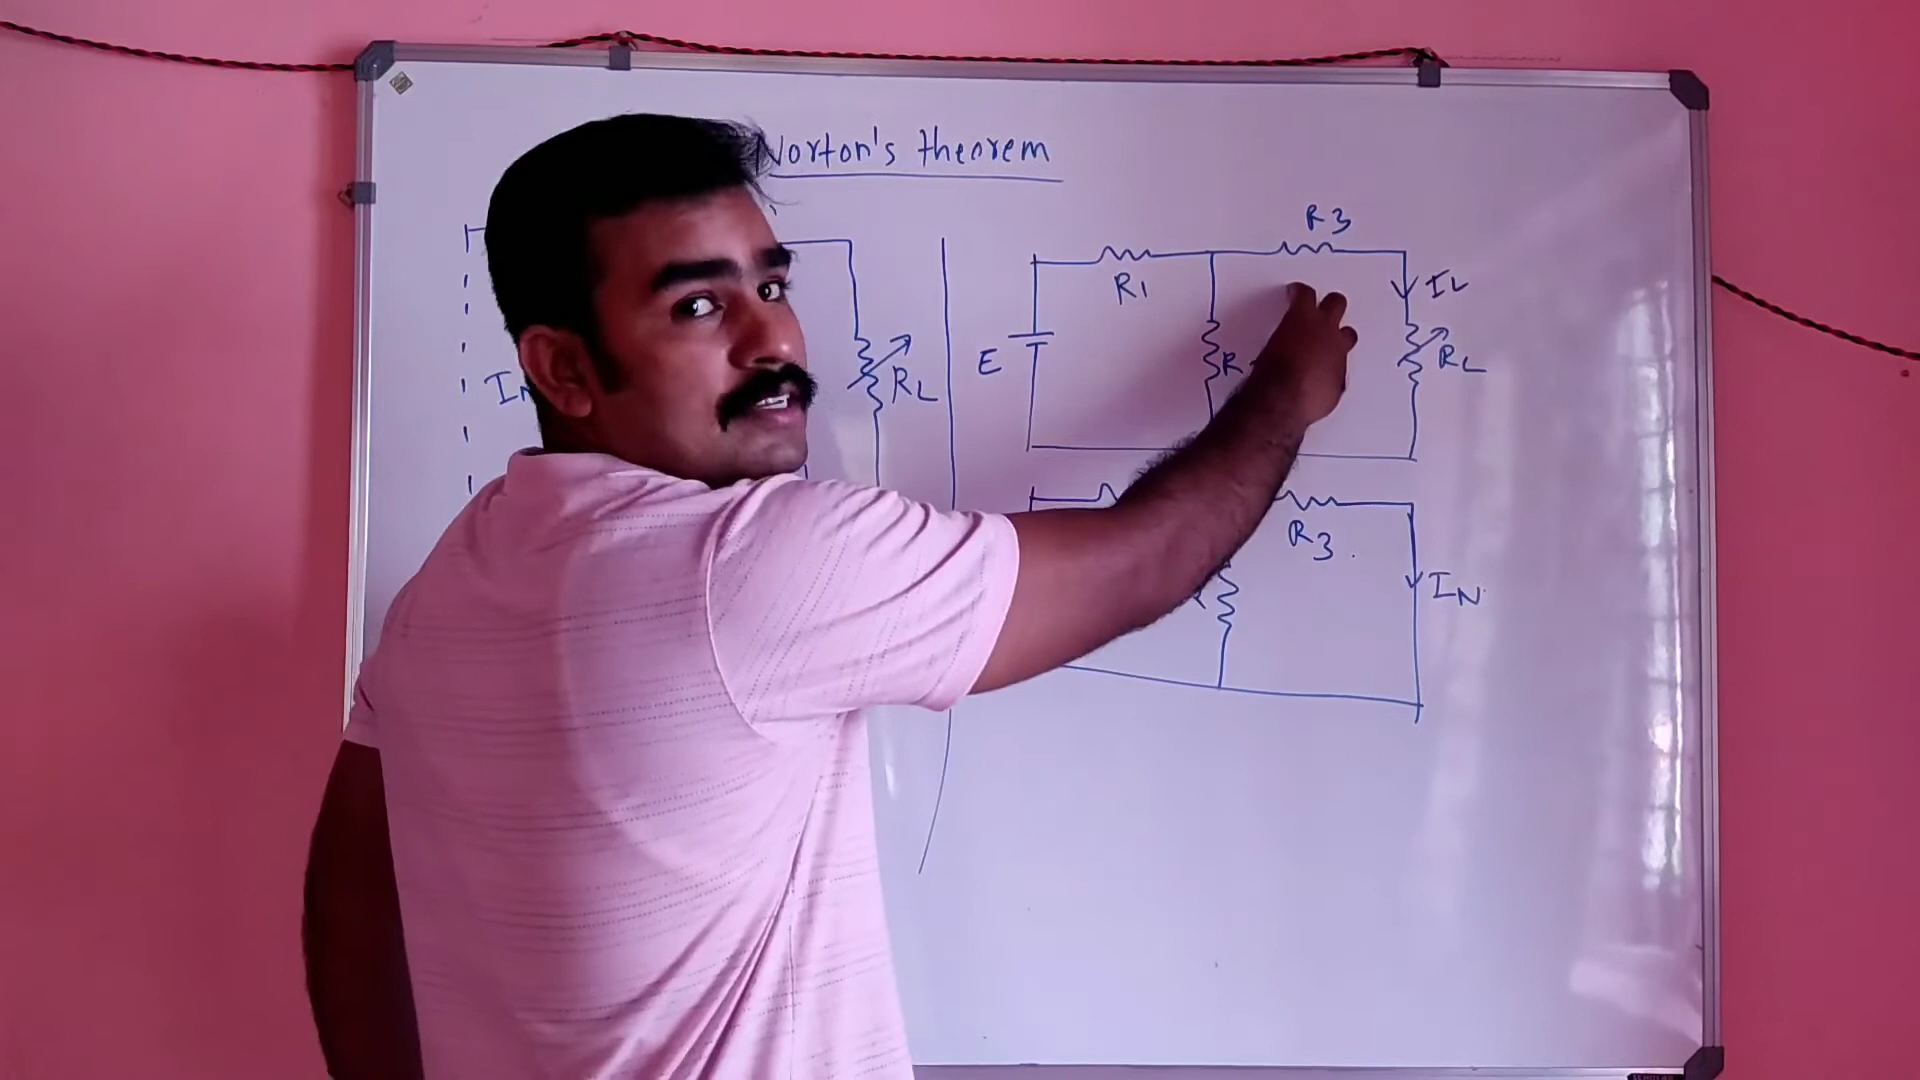 Norton's theorem
R3
R1
IL
E
RL
RL
R3
IN